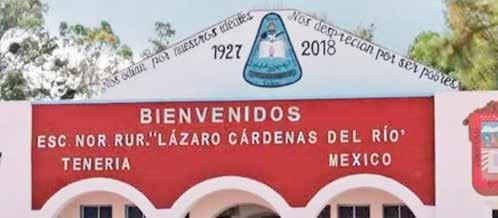 Nos odian por nuestros ideales Nos desprecian por ser pobres
1927 2018
BIENVENIDOS
ESC. NOR. RUR. "LÁZARO CÁRDENAS DEL RÍO'
TENERIA MEXICO